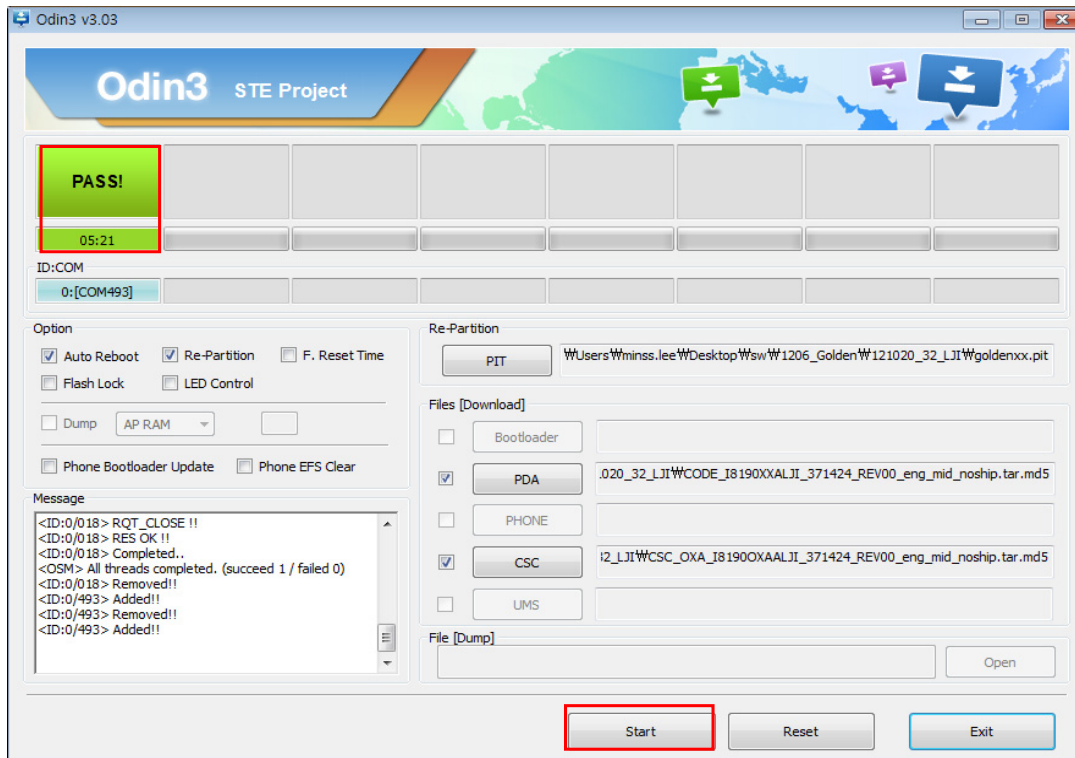 Odin3 v3.03
Odin3 STE Project
PASS!
05:21
ID:COM
0:[COM493]
Option
Auto Reboot Re-Partition F. Reset Time
Flash Lock LED Control
Dump AP RAM
Phone Bootloader Update Phone EFS Clear
Message
<ID:0/018> RQT_CLOSE !!
<ID:0/018> RES OK !!
<ID:0/018> Completed..
<OSM> All threads completed. (succeed 1 / failed 0)
<ID:0/018> Removed!!
<ID:0/493> Added!!
<ID:0/493> Removed!!
<ID:0/493> Added!!
Re-Partition
PIT ₩Users₩minss.lee₩Desktop₩sw₩1206_Golden₩121020_32_LJI₩goldenxx.pit
Files [Download]
Bootloader
PDA .020_32_LJI₩CODE_I8190XXALJI_371424_REV00_eng_mid_noship.tar.md5
PHONE
CSC 32_LJI₩CSC_OXA_I8190OXAALJI_371424_REV00_eng_mid_noship.tar.md5
UMS
File [Dump]
Open
Start Reset Exit